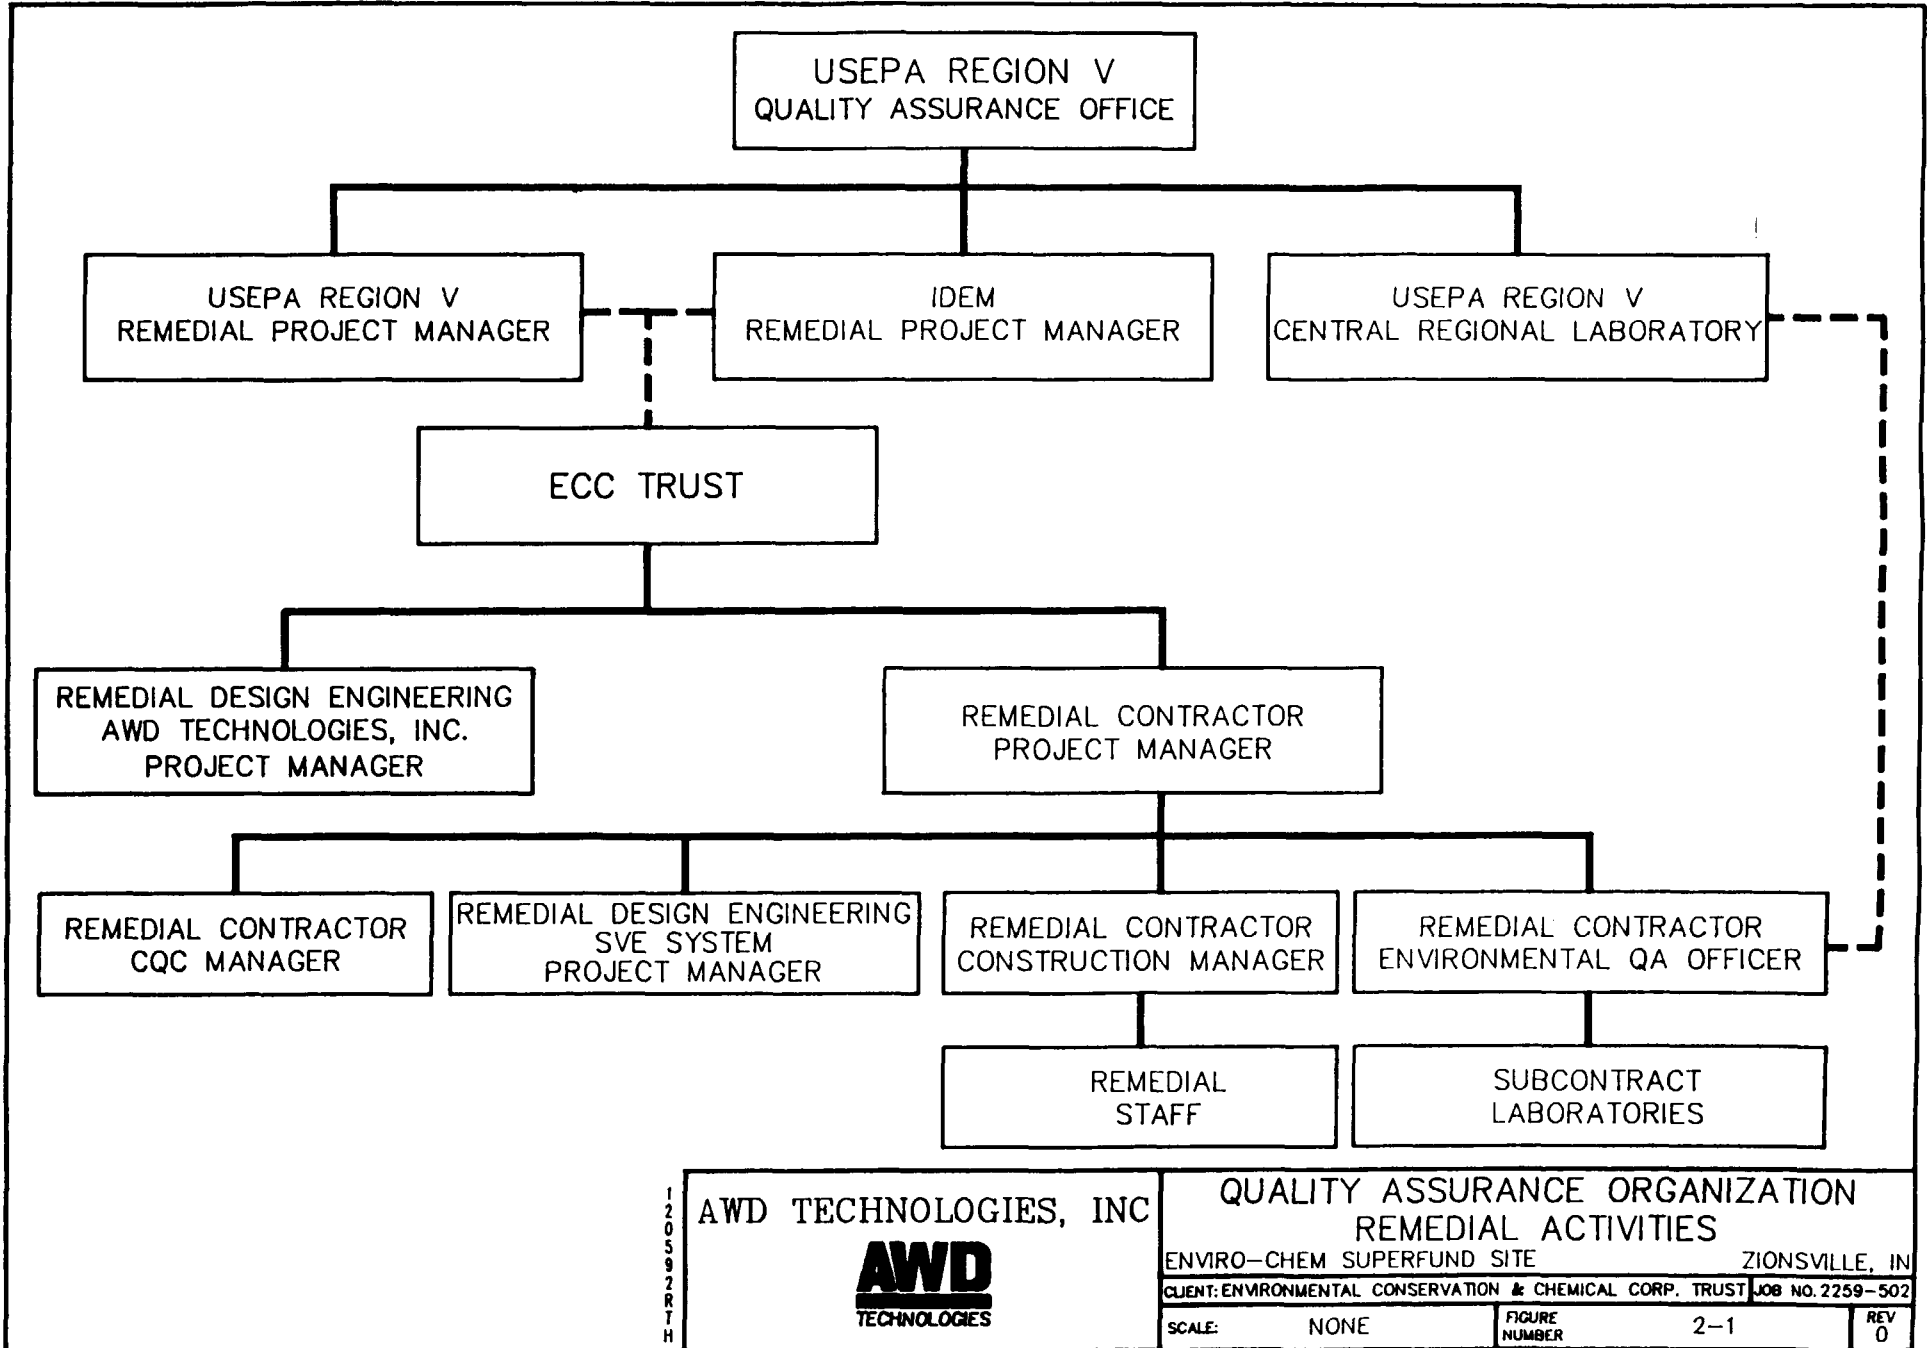 USEPA REGION V
QUALITY ASSURANCE OFFICE
USEPA REGION V
REMEDIAL PROJECT MANAGER
IDEM
REMEDIAL PROJECT MANAGER
USEPA REGION V
CENTRAL REGIONAL LABORATORY
ECC TRUST
REMEDIAL DESIGN ENGINEERING
AWD TECHNOLOGIES, INC.
PROJECT MANAGER
REMEDIAL CONTRACTOR
PROJECT MANAGER
REMEDIAL CONTRACTOR
CQC MANAGER
REMEDIAL DESIGN ENGINEERING
SVE SYSTEM
PROJECT MANAGER
REMEDIAL CONTRACTOR
CONSTRUCTION MANAGER
REMEDIAL CONTRACTOR
ENVIRONMENTAL QA OFFICER
REMEDIAL
STAFF
SUBCONTRACT
LABORATORIES
120592RTH
AWD TECHNOLOGIES, INC
AWD
TECHNOLOGIES
QUALITY ASSURANCE ORGANIZATION
REMEDIAL ACTIVITIES
ENVIRO-CHEM SUPERFUND SITE ZIONSVILLE, IN
CLIENT: ENVIRONMENTAL CONSERVATION & CHEMICAL CORP. TRUST JOB NO. 2259-502
SCALE: NONE
FIGURE
NUMBER 2-1
REV
0